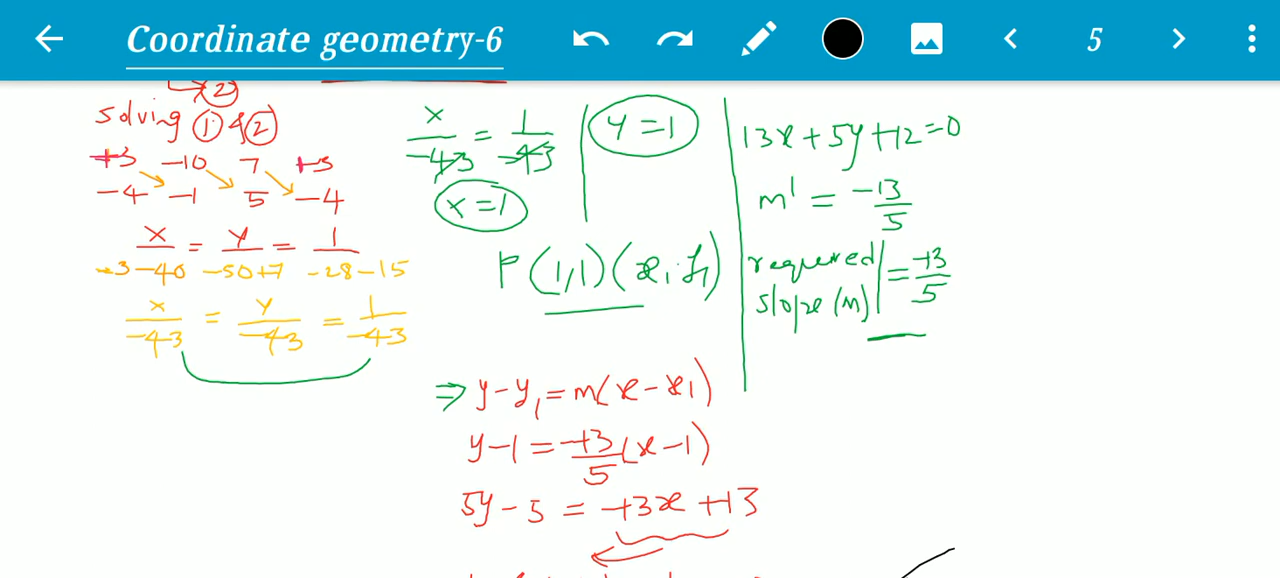 Coordinate geometry-6
5
→ ②
solving ① & ②
+3 -10 7 +3
-4 -1 5 -4
x/ -3-40 = y/ -50+7 = 1/ -28-15
x/-43 = y/-43 = 1/-43
x/-43 = 1/-43
x=1
y=1
P(1,1)(x1,y1)
13x+5y+12=0
m' = -13/5
required slope (m) = -13/5
⇒ y-y1 = m(x-x1)
y-1 = -13/5 (x-1)
5y-5 = -13x+13